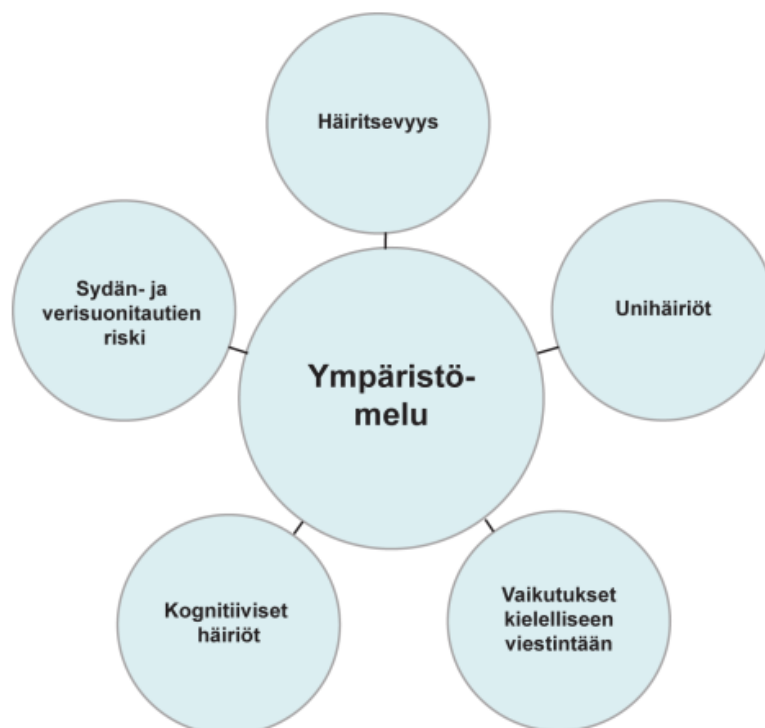 Häiritsevyys
Sydän- ja
verisuonitautien
riski
Unihäiriöt
Ympäristö-
melu
Kognitiiviset
häiriöt
Vaikutukset
kielelliseen
viestintään